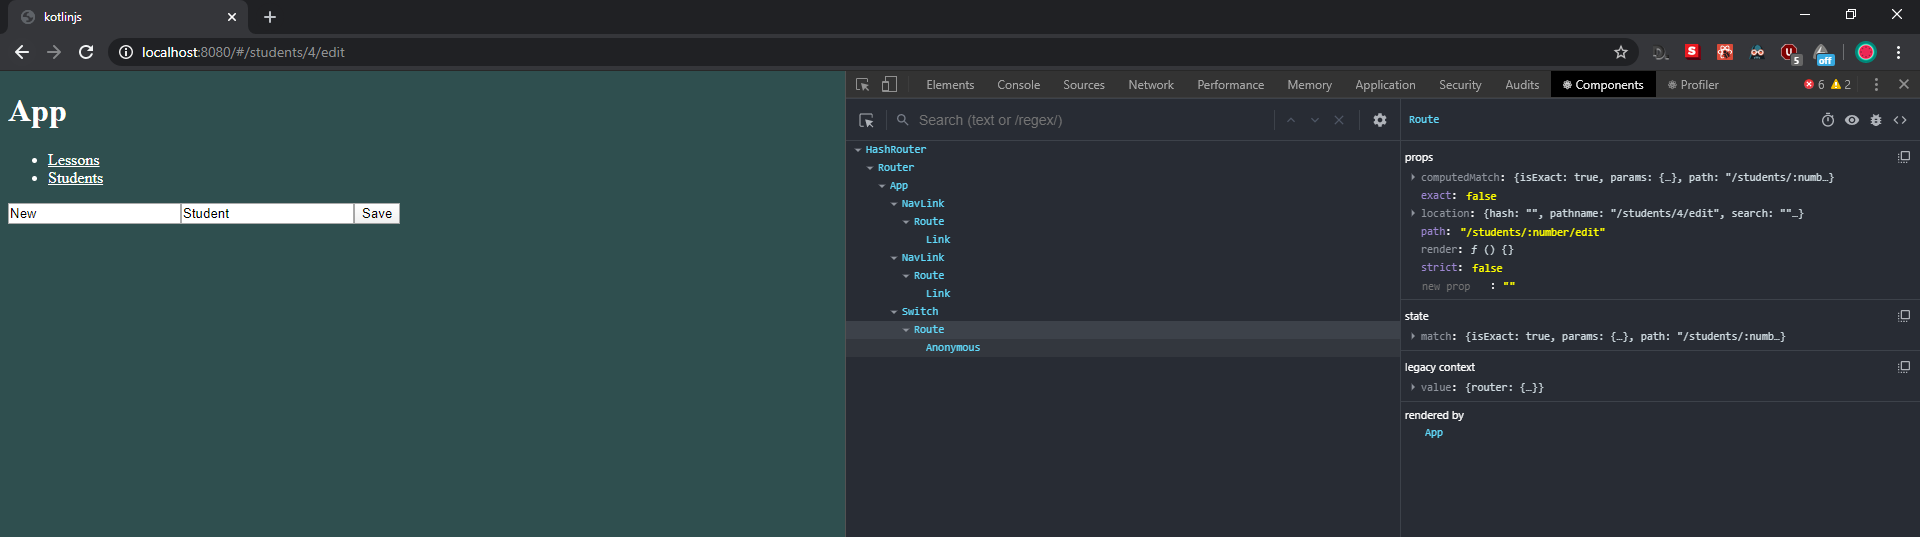 kotlinjs
localhost:8080/#/students/4/edit
S
U
5
off
App
Lessons
Students
New Student Save
Elements Console Sources Network Performance Memory Application Security Audits Components Profiler 6 2
Search (text or /regex/)
HashRouter
Router
App
NavLink
Route
Link
NavLink
Route
Link
Switch
Route
Anonymous
Route
props
computedMatch: {isExact: true, params: {…}, path: "/students/:numb…}
exact: false
location: {hash: "", pathname: "/students/4/edit", search: ""…}
path: "/students/:number/edit"
render: ƒ () {}
strict: false
new prop : ""
state
match: {isExact: true, params: {…}, path: "/students/:numb…}
legacy context
value: {router: {…}}
rendered by
App